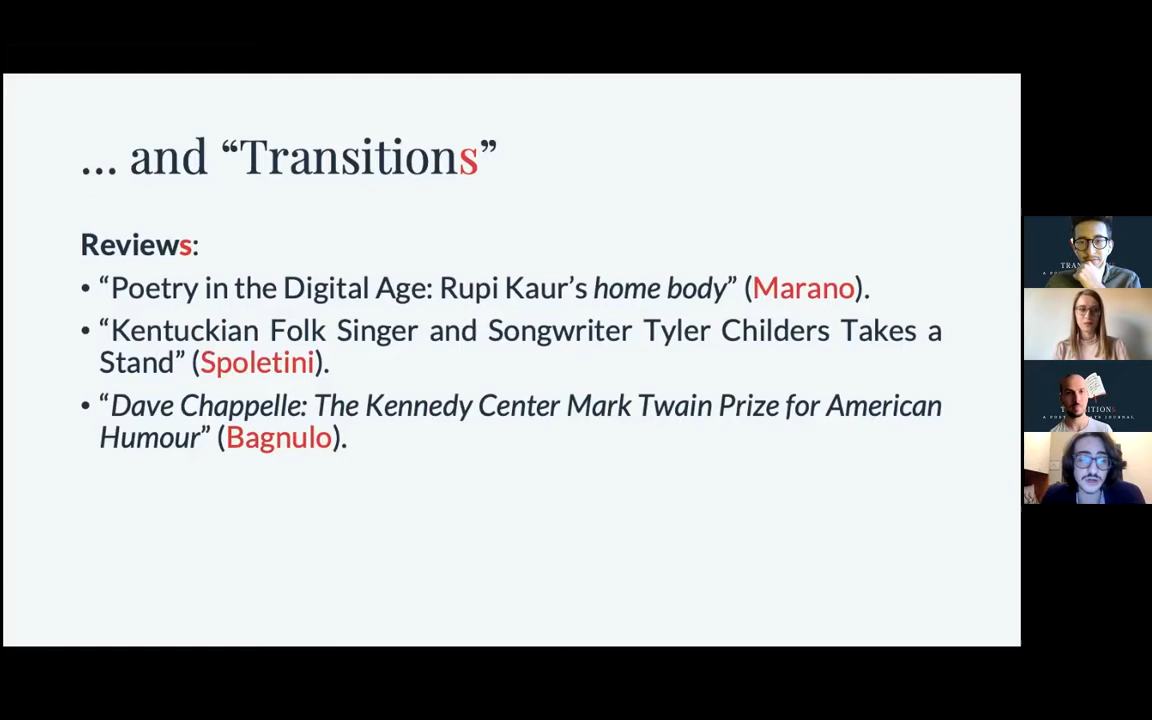 ... and “Transitions”
Reviews:
• “Poetry in the Digital Age: Rupi Kaur’s home body” (Marano).
• “Kentuckian Folk Singer and Songwriter Tyler Childers Takes a
Stand” (Spoletini).
• “Dave Chappelle: The Kennedy Center Mark Twain Prize for American
Humour” (Bagnulo).